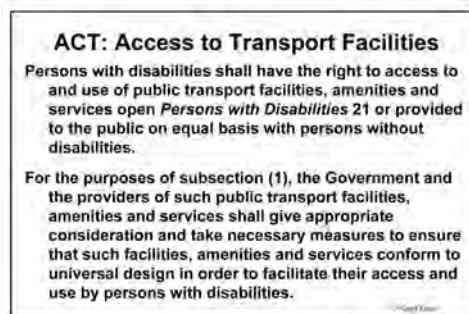 ACT: Access to Transport Facilities
Persons with disabilities shall have the right to access to
and use of public transport facilities, amenities and
services open Persons with Disabilities 21 or provided
to the public on equal basis with persons without
disabilities.
For the purposes of subsection (1), the Government and
the providers of such public transport facilities,
amenities and services shall give appropriate
consideration and take necessary measures to ensure
that such facilities, amenities and services conform to
universal design in order to facilitate their access and
use by persons with disabilities.